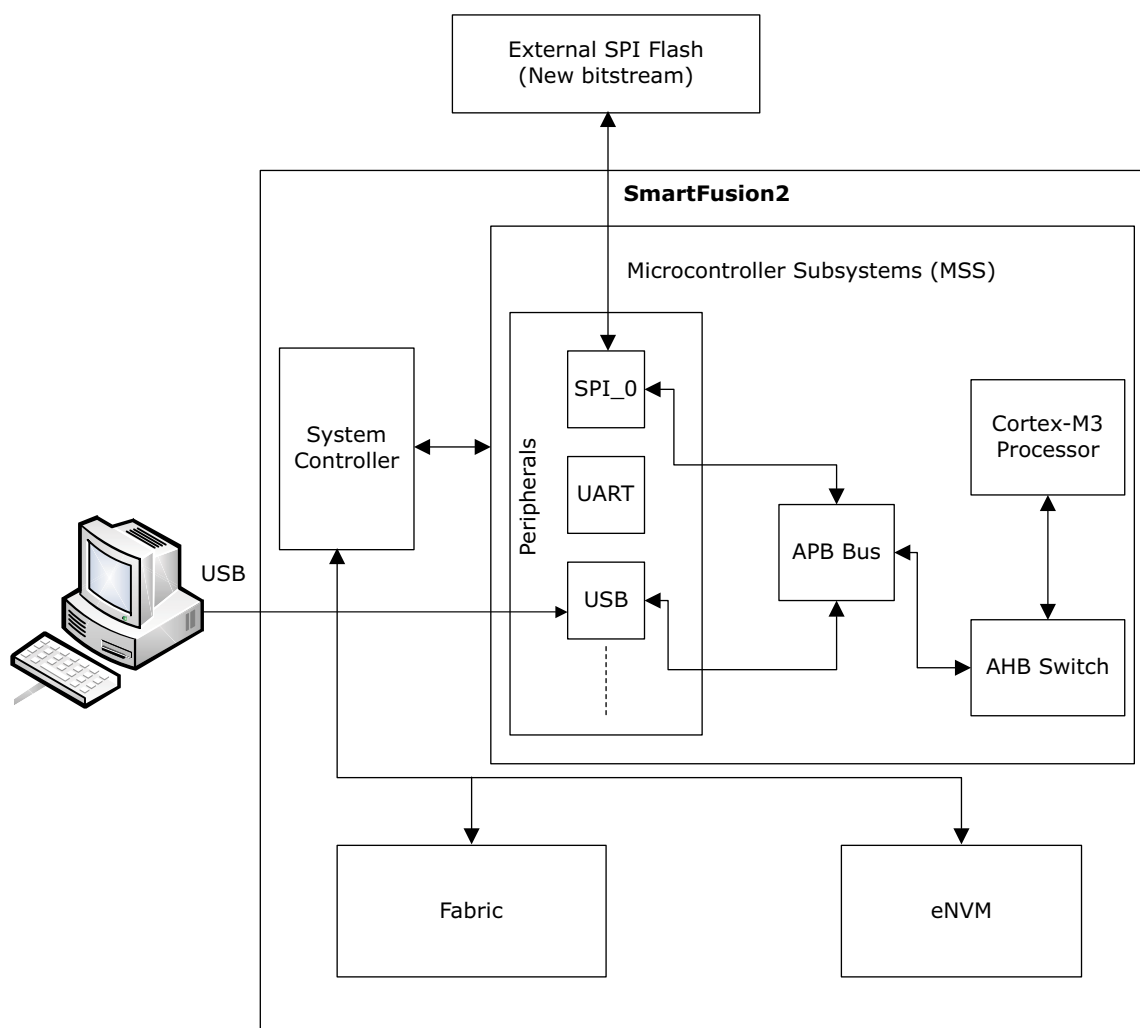 External SPI Flash
(New bitstream)
SmartFusion2
Microcontroller Subsystems (MSS)
Peripherals
SPI_0
UART
USB
System
Controller
Cortex-M3
Processor
APB Bus
AHB Switch
USB
Fabric
eNVM